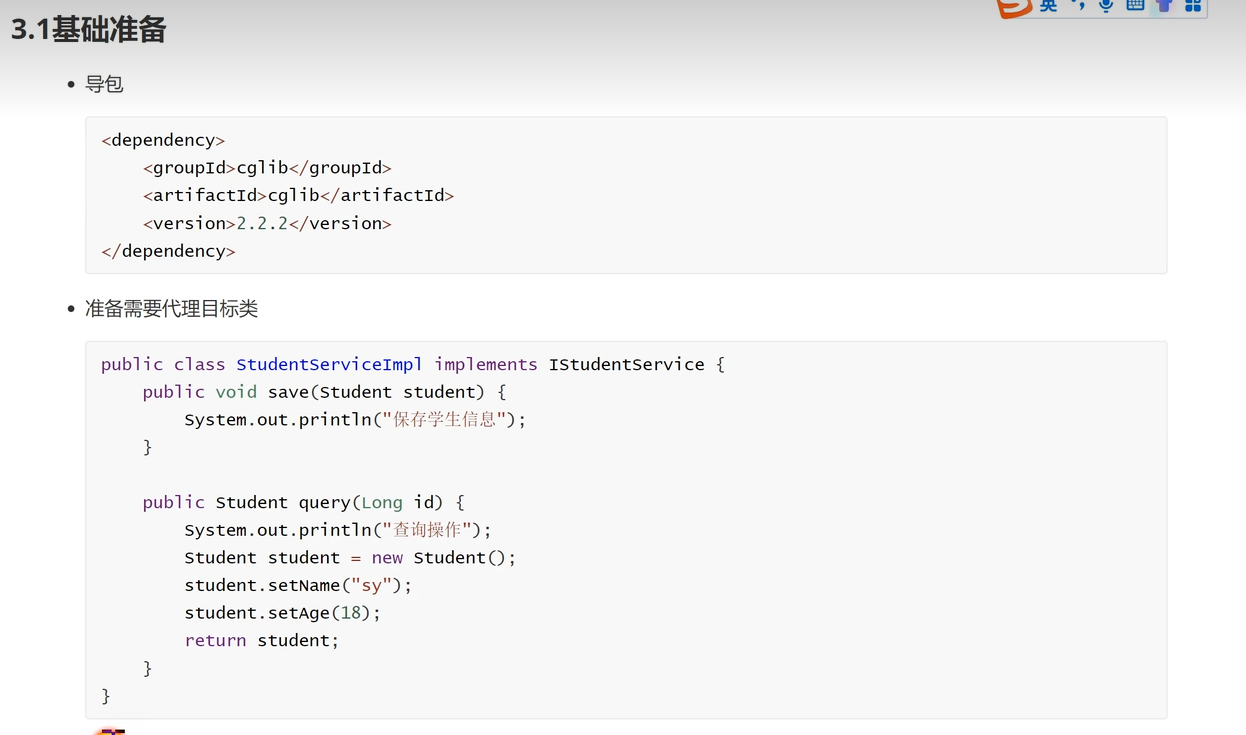 英
3.1基础准备
导包
<dependency>
    <groupId>cglib</groupId>
    <artifactId>cglib</artifactId>
    <version>2.2.2</version>
</dependency>
准备需要代理目标类
public class StudentServiceImpl implements IStudentService {
    public void save(Student student) {
        System.out.println("保存学生信息");
    }
    public Student query(Long id) {
        System.out.println("查询操作");
        Student student = new Student();
        student.setName("sy");
        student.setAge(18);
        return student;
    }
}